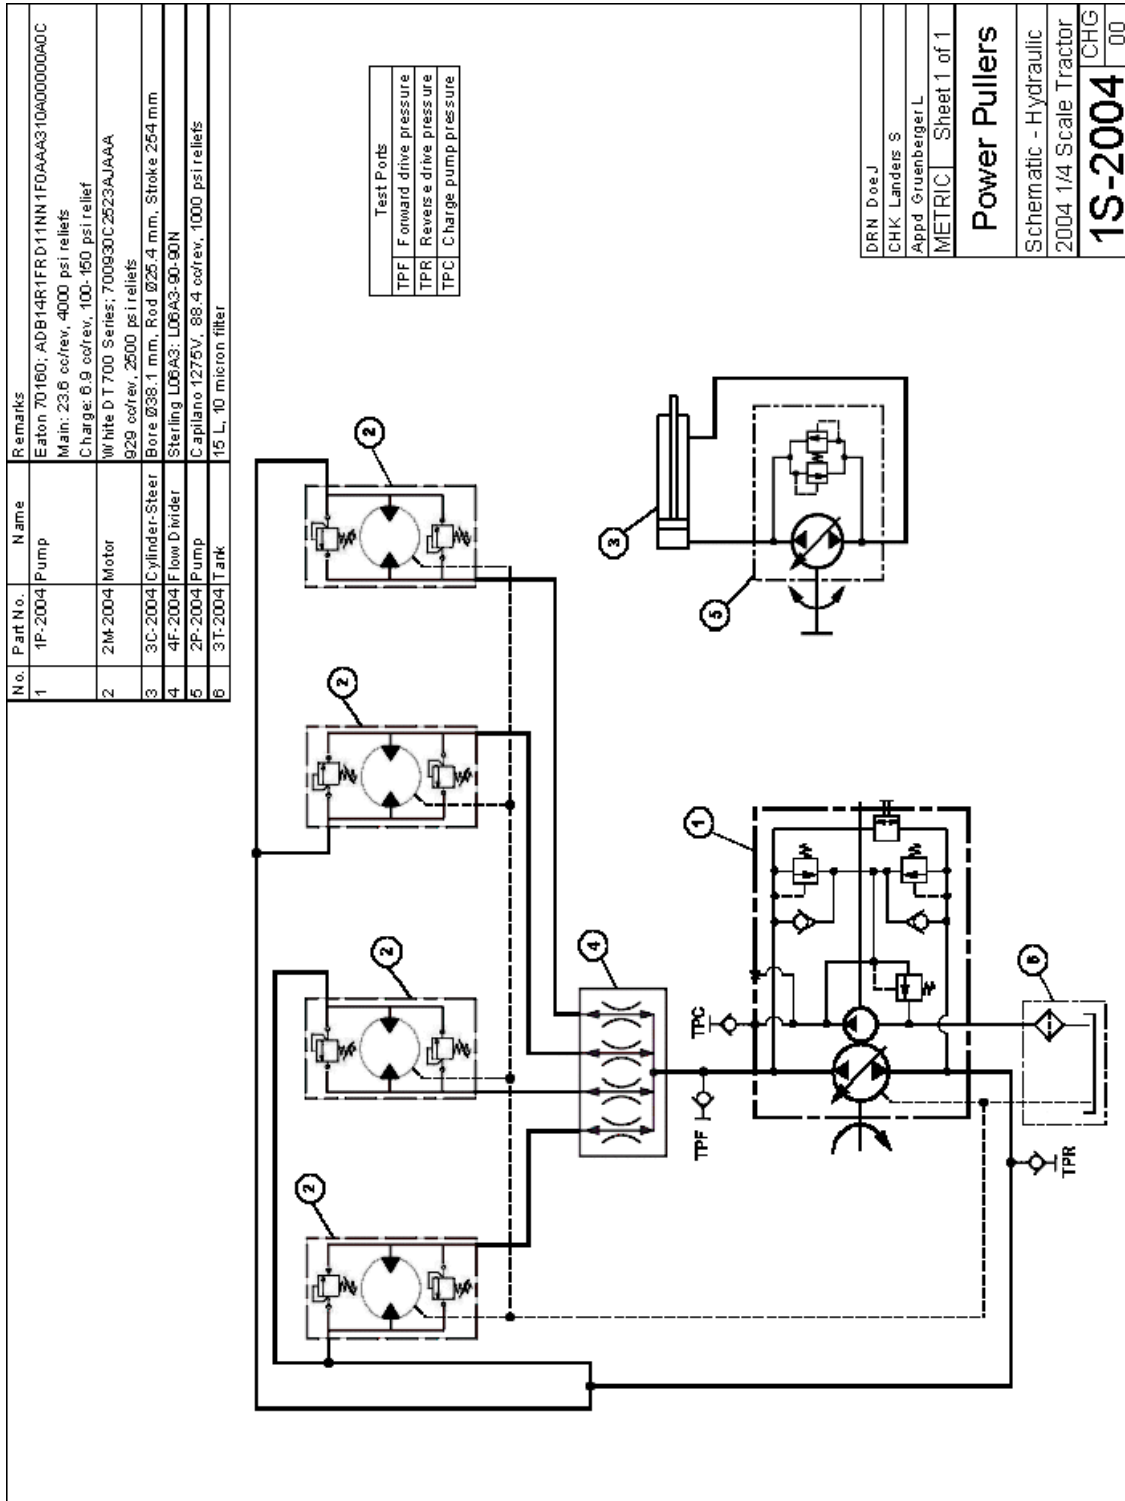 No. Part No. Name Remarks
1 1P-2004 Pump Eaton 70160; ADB14R1FRD11NN1F0AAA310A00000A0C
Main: 23.6 cc/rev, 4000 psi reliefs
Charge: 6.9 cc/rev, 100-150 psi relief
2 2M-2004 Motor White DT 700 Series; 700930C2523AJAAA
929 cc/rev, 2500 psi reliefs
3 3C-2004 Cylinder-Steer Bore Ø38.1 mm, Rod Ø25.4 mm, Stroke 254 mm
4 4F-2004 Flow Divider Sterling L06A3; L06A3-90-90N
5 2P-2004 Pump Capilano 1275V, 88.4 cc/rev, 1000 psi reliefs
6 3T-2004 Tank 15 L, 10 micron filter
Test Ports
TPF Forward drive pressure
TPR Reverse drive pressure
TPC Charge pump pressure
2
2
2
2
3
5
4
1
6
TPC
TPF
TPR
DRN Doe J
CHK Landers S
Appd Gruenberger L
METRIC Sheet 1 of 1
Power Pullers
Schematic - Hydraulic
2004 1/4 Scale Tractor
1S-2004 CHG
00